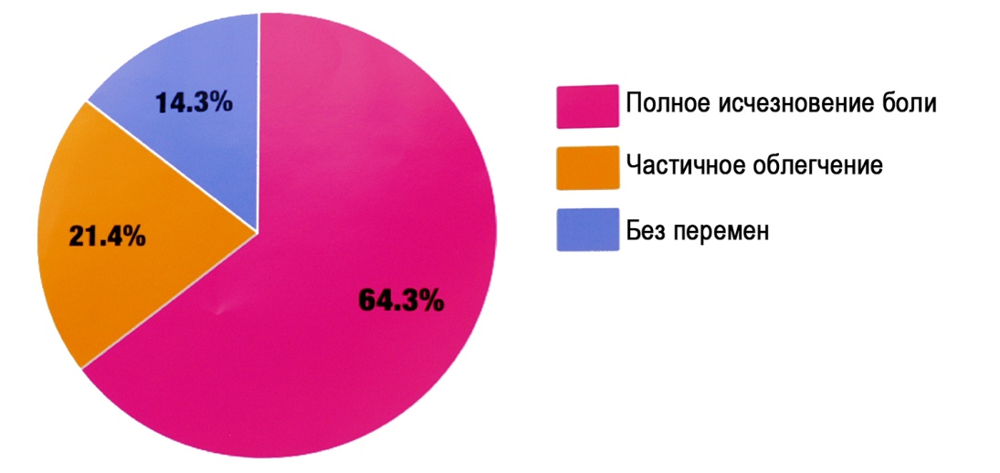 14.3%
21.4%
64.3%
Полное исчезновение боли
Частичное облегчение
Без перемен